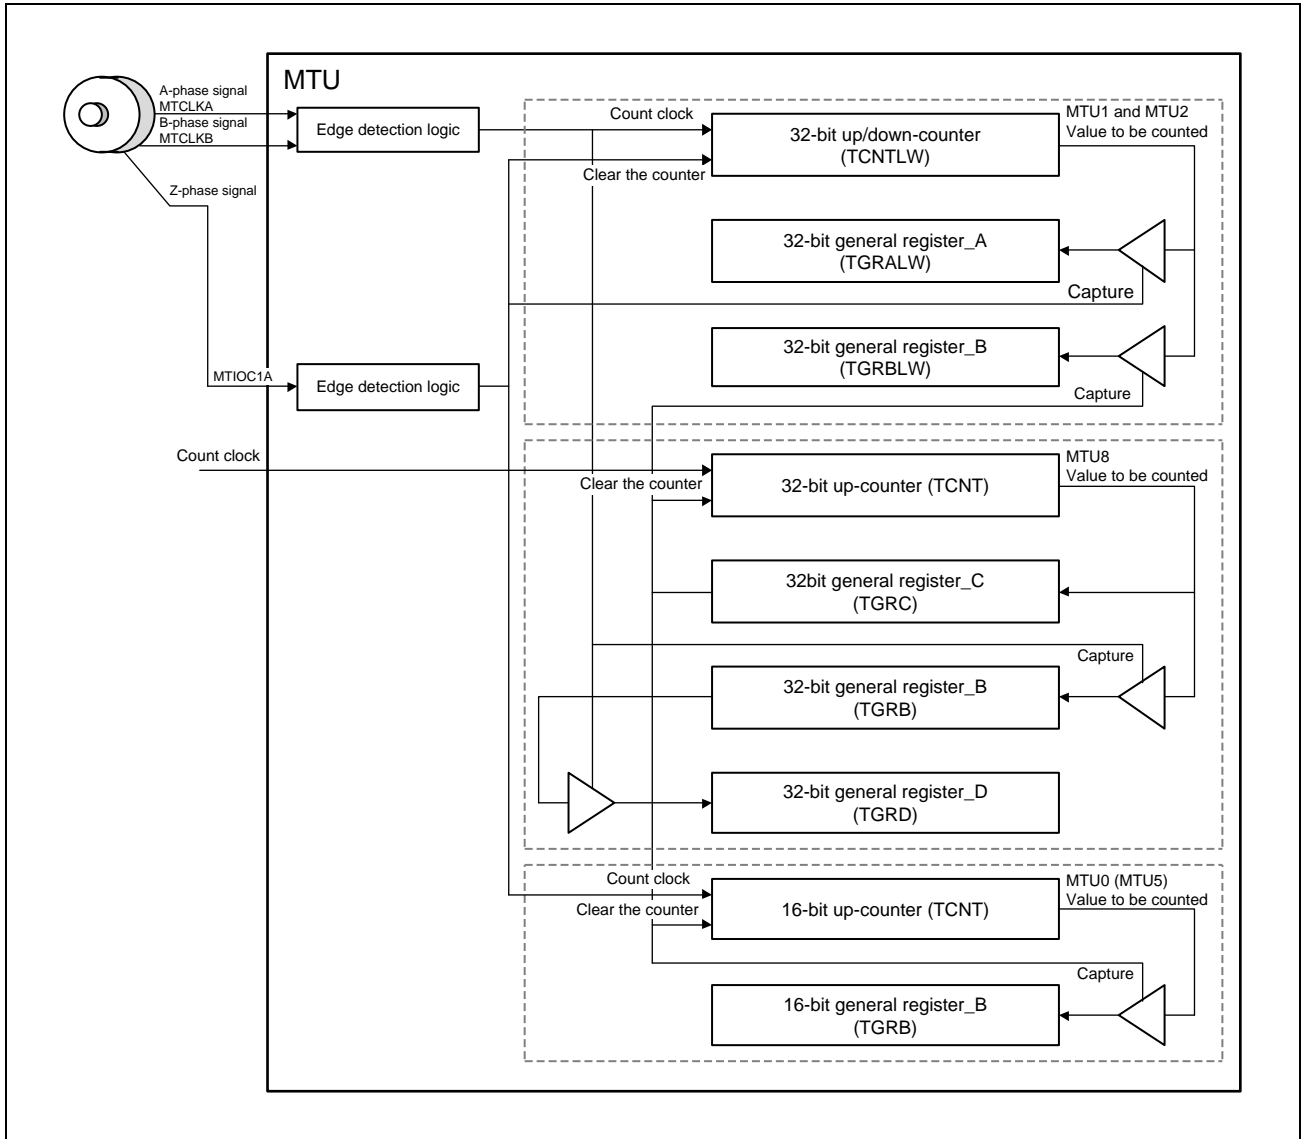 MTU
A-phase signal
MTCLKA
B-phase signal
MTCLKB
Z-phase signal
Edge detection logic
Count clock
Clear the counter
32-bit up/down-counter
(TCNTLW)
MTU1 and MTU2
Value to be counted
32-bit general register_A
(TGRALW)
Capture
32-bit general register_B
(TGRBLW)
Capture
MTIOC1A
Edge detection logic
Count clock
Clear the counter
32-bit up-counter (TCNT)
MTU8
Value to be counted
32bit general register_C
(TGRC)
Capture
32-bit general register_B
(TGRB)
32-bit general register_D
(TGRD)
Count clock
Clear the counter
16-bit up-counter (TCNT)
MTU0 (MTU5)
Value to be counted
Capture
16-bit general register_B
(TGRB)